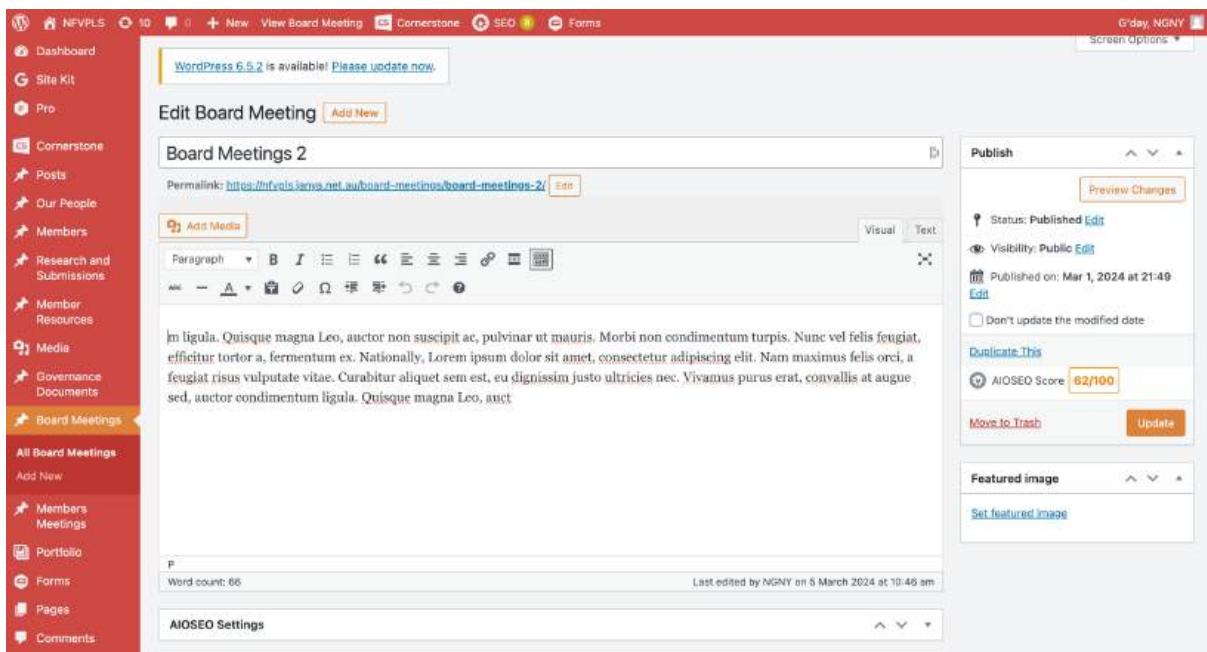 NFVPLS 10 0 + New View Board Meeting CS Cornerstone SEO Forms G'day, NGNY
Screen Options ▼
Dashboard
Site Kit
Pro
Cornerstone
Posts
Our People
Members
Research and
Submissions
Member
Resources
Media
Governance
Documents
Board Meetings
All Board Meetings
Add New
Members
Meetings
Portfolio
Forms
Pages
Comments
WordPress 6.5.2 is available! Please update now.
Edit Board Meeting Add New
Board Meetings 2
Permalink: https://nfvpls.janya.net.au/board-meetings/board-meetings-2/ Edit
Add Media
Visual Text
Paragraph
m ligula. Quisque magna Leo, auctor non suscipit ac, pulvinar ut mauris. Morbi non condimentum turpis. Nunc vel felis feugiat,
efficitur tortor a, fermentum ex. Nationally, Lorem ipsum dolor sit amet, consectetur adipiscing elit. Nam maximus felis orci, a
feugiat risus vulputate vitae. Curabitur aliquet sem est, eu dignissim justo ultricies nec. Vivamus purus erat, convallis at augue
sed, auctor condimentum ligula. Quisque magna Leo, auct
P
Word count: 66
Last edited by NGNY on 5 March 2024 at 10:46 am
AIOSEO Settings
Publish
Preview Changes
Status: Published Edit
Visibility: Public Edit
Published on: Mar 1, 2024 at 21:49
Edit
Don't update the modified date
Duplicate This
AIOSEO Score 62/100
Move to Trash
Update
Featured image
Set featured image